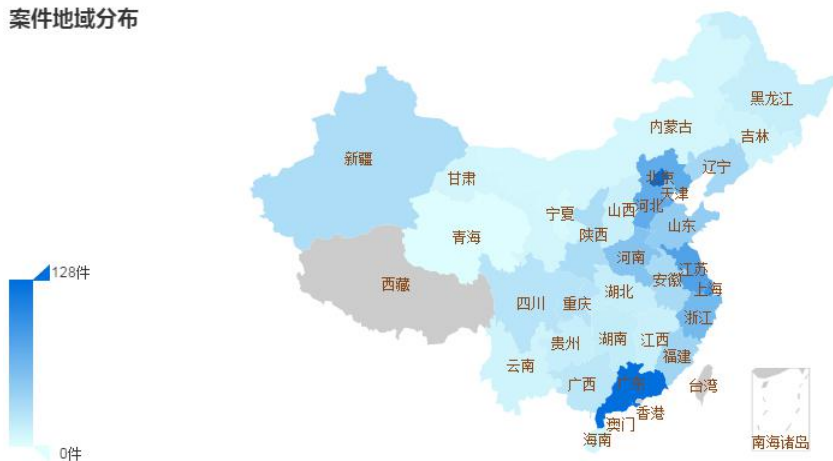 案件地域分布
黑龙江
内蒙古
吉林
新疆
辽宁
北京
甘肃
天津
宁夏
山西
河北
山东
陕西
青海
河南
江苏
128件
西藏
安徽
上海
四川
重庆
湖北
浙江
贵州
湖南
江西
福建
云南
广西
广东
台湾
香港
澳门
海南
南海诸岛
0件